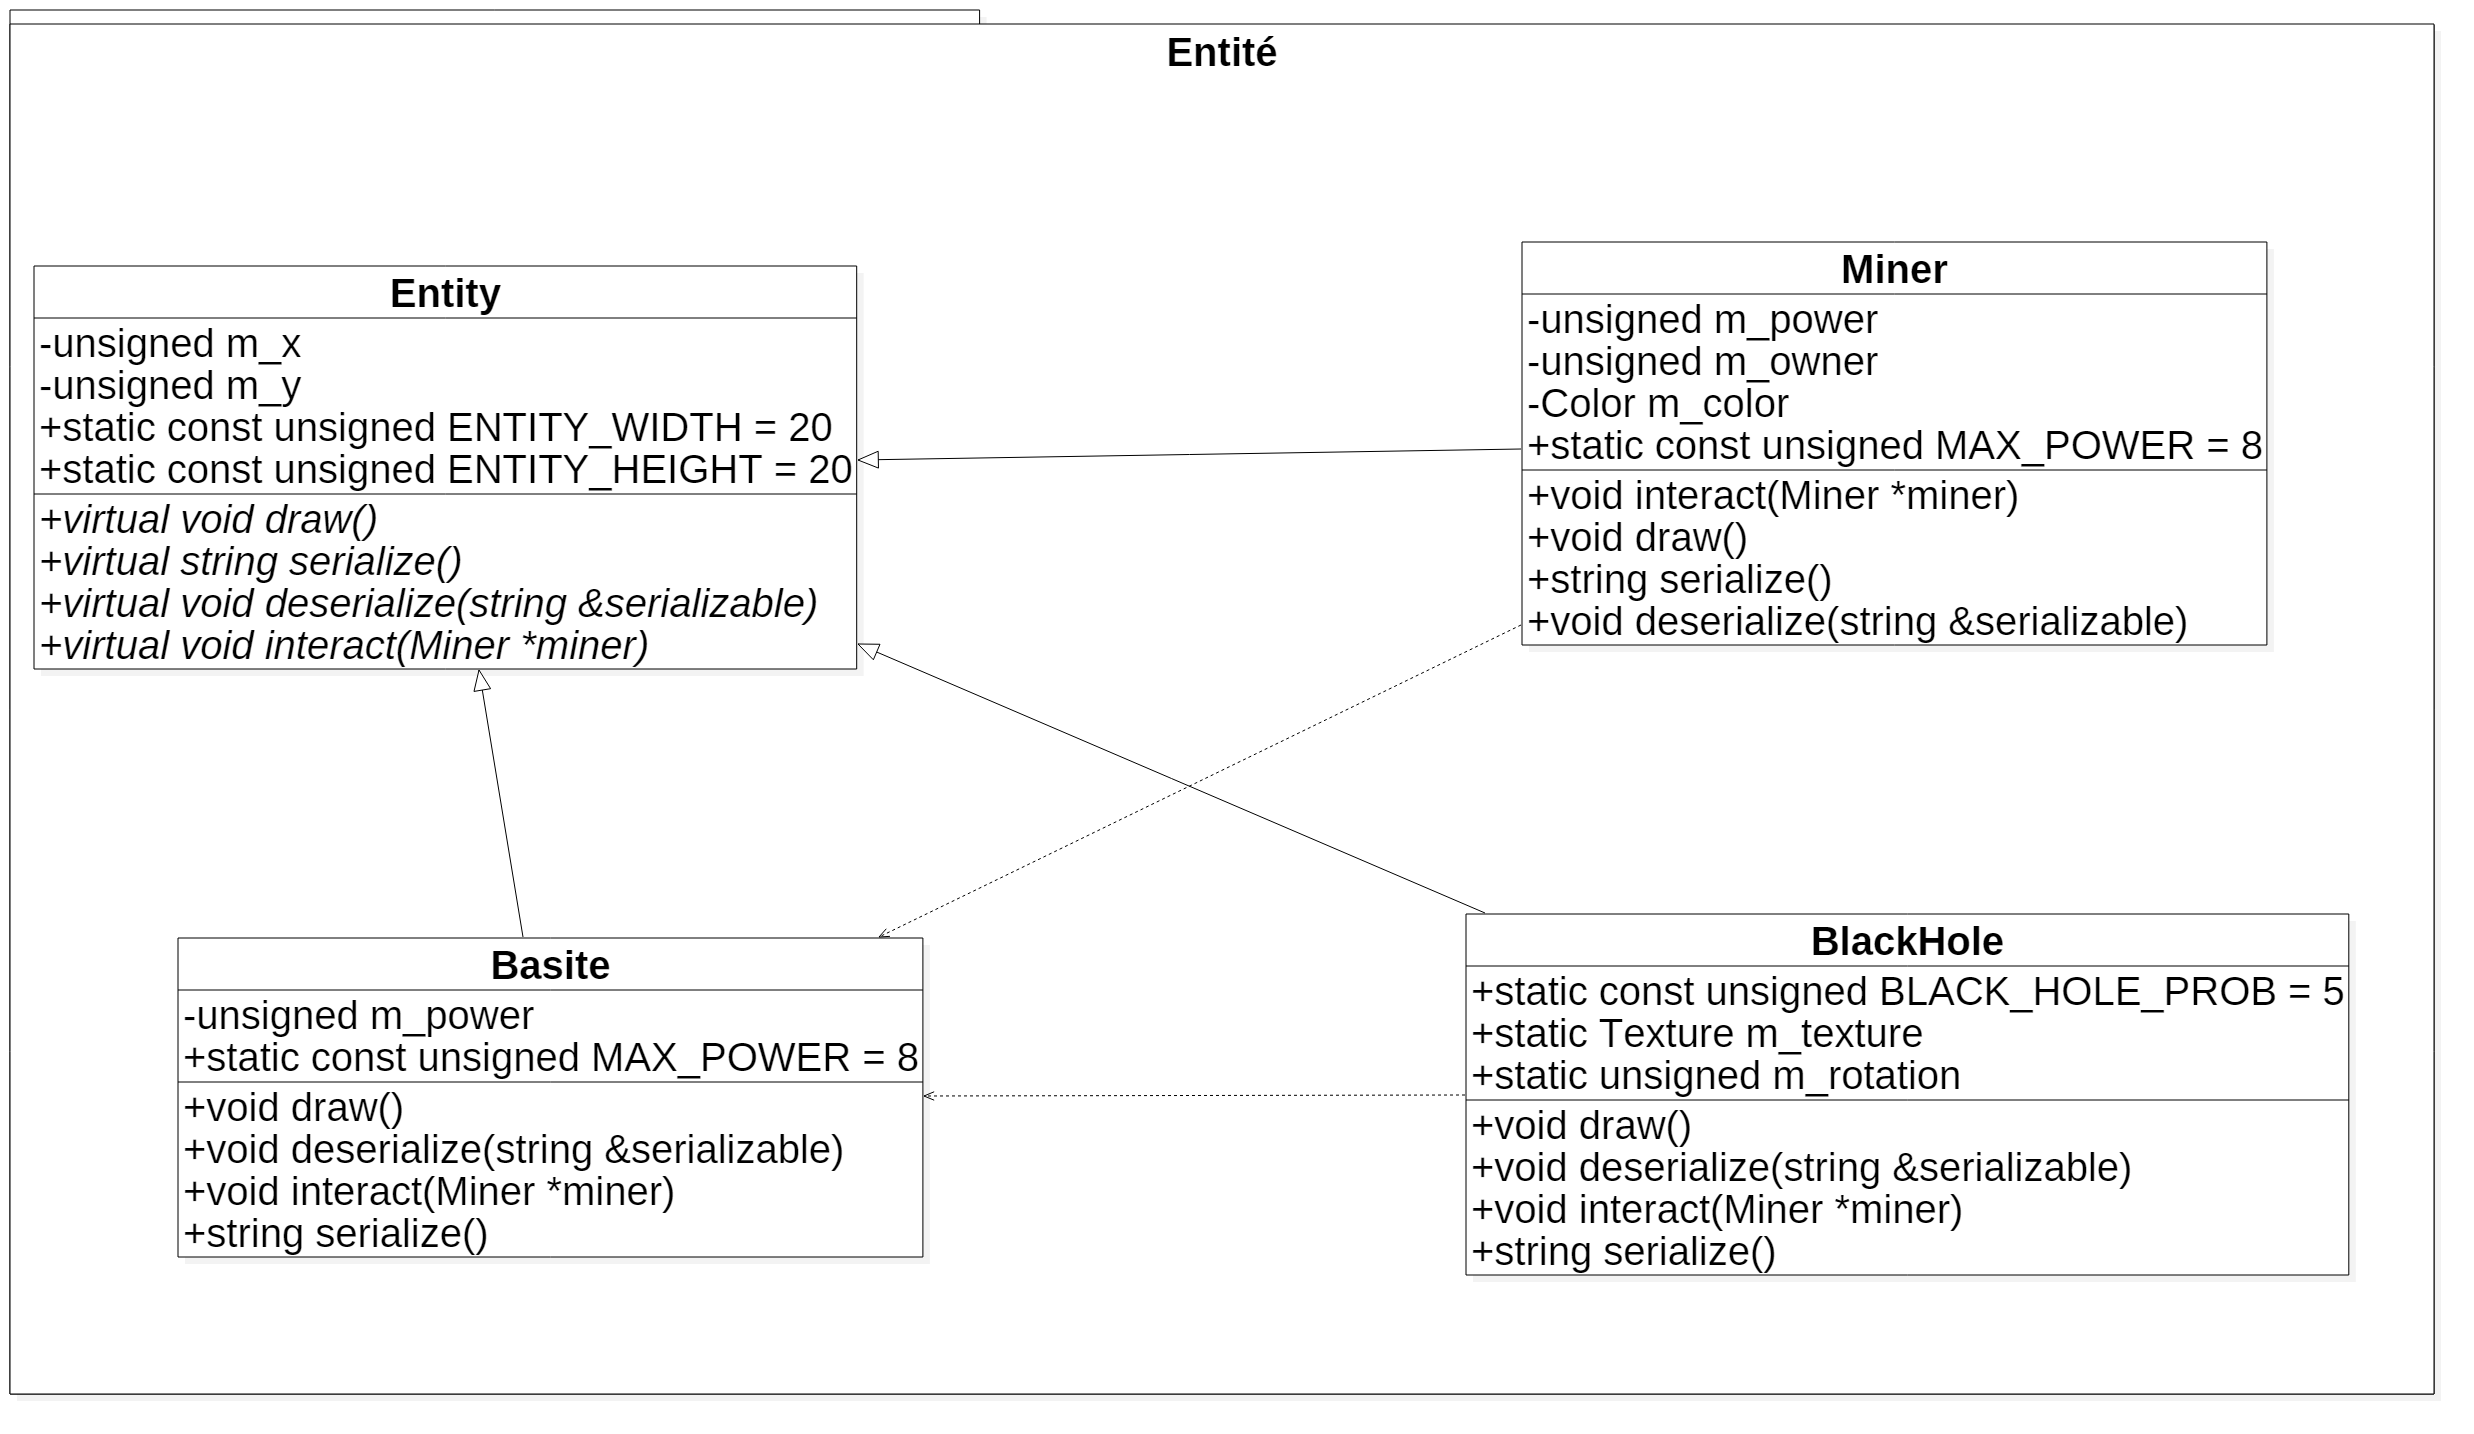 Entité
Entity
-unsigned m_x
-unsigned m_y
+static const unsigned ENTITY_WIDTH = 20
+static const unsigned ENTITY_HEIGHT = 20
+virtual void draw()
+virtual string serialize()
+virtual void deserialize(string &serializable)
+virtual void interact(Miner *miner)
Miner
-unsigned m_power
-unsigned m_owner
-Color m_color
+static const unsigned MAX_POWER = 8
+void interact(Miner *miner)
+void draw()
+string serialize()
+void deserialize(string &serializable)
Basite
-unsigned m_power
+static const unsigned MAX_POWER = 8
+void draw()
+void deserialize(string &serializable)
+void interact(Miner *miner)
+string serialize()
BlackHole
+static const unsigned BLACK_HOLE_PROB = 5
+static Texture m_texture
+static unsigned m_rotation
+void draw()
+void deserialize(string &serializable)
+void interact(Miner *miner)
+string serialize()